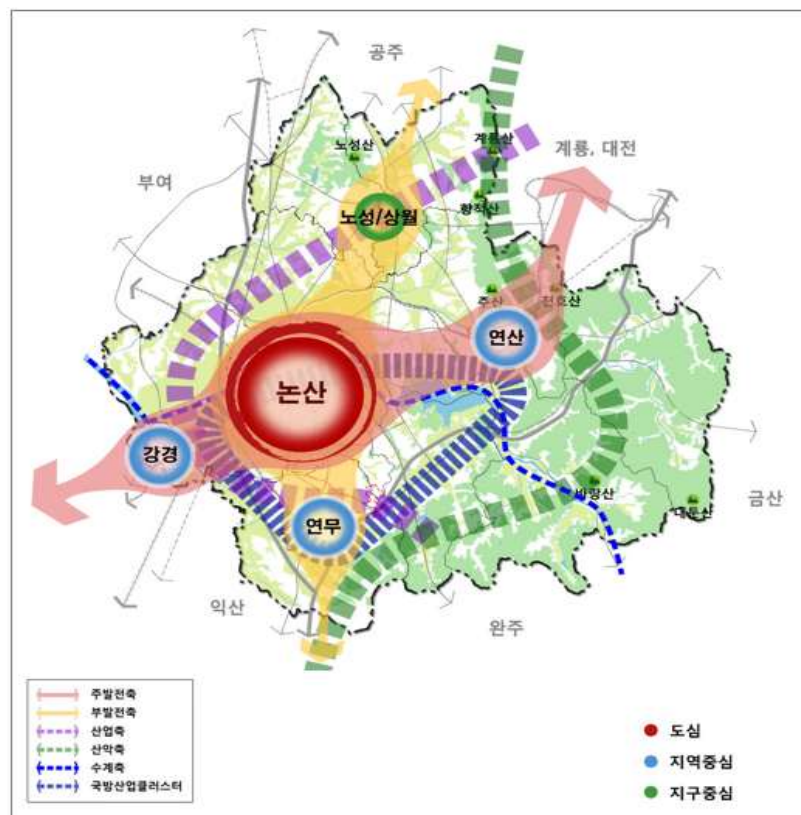 공주
노성산
계룡산
계룡, 대전
부여
황적산
노성/상월
주산
천호산
연산
논산
강경
바랑산
대둔산
금산
연무
익산
완주
주발전축
부발전축
산업축
산악축
수계축
국방산업클러스터
도심
지역중심
지구중심